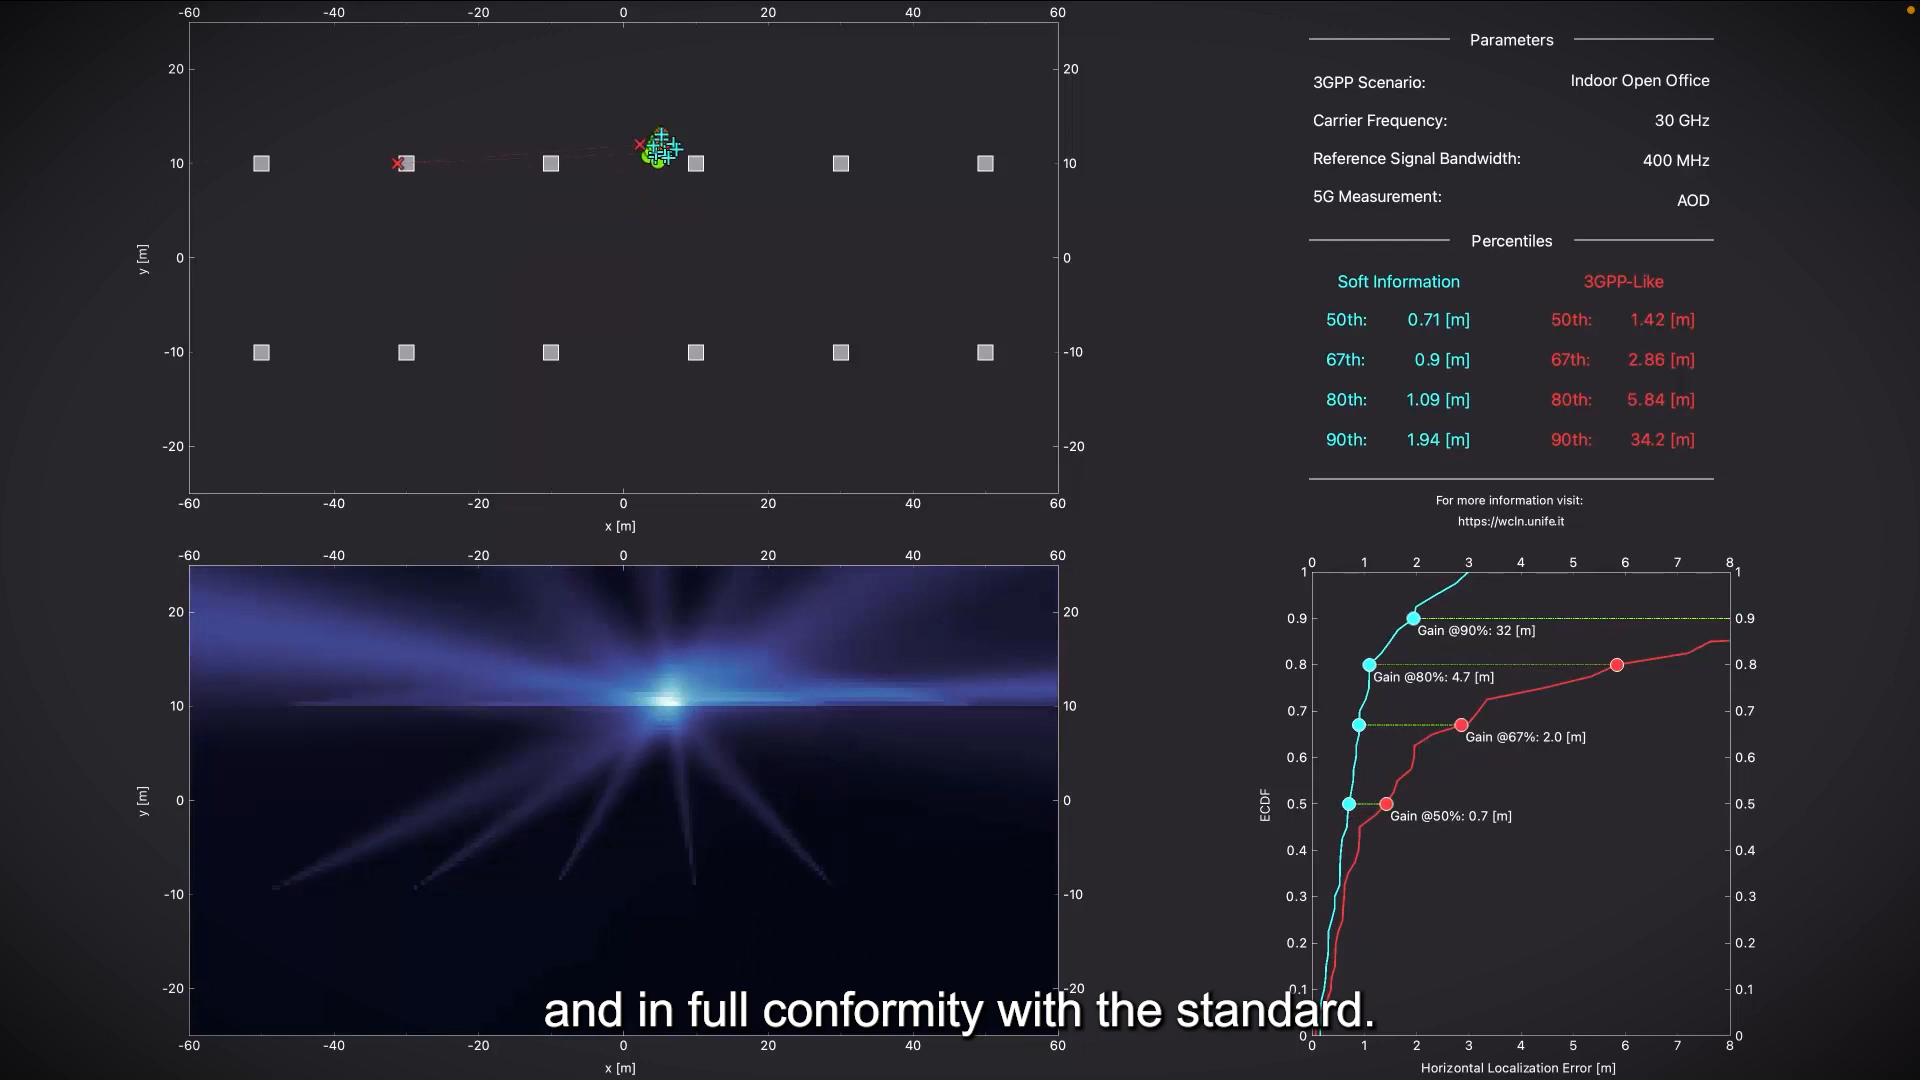 -60 -40 -20 0 20 40 60
20 20
10 10
0 0
-10 -10
-20 -20
y [m]
-60 -40 -20 0 20 40 60
x [m]
-60 -40 -20 0 20 40 60
20 20
10 10
0 0
-10 -10
-20 -20
y [m]
-60 -40 -20 0 20 40 60
x [m]
Parameters
3GPP Scenario: Indoor Open Office
Carrier Frequency: 30 GHz
Reference Signal Bandwidth: 400 MHz
5G Measurement: AOD
Percentiles
Soft Information 3GPP-Like
50th: 0.71 [m] 50th: 1.42 [m]
67th: 0.9 [m] 67th: 2.86 [m]
80th: 1.09 [m] 80th: 5.84 [m]
90th: 1.94 [m] 90th: 34.2 [m]
For more information visit:
https://wcln.unife.it
0 1 2 3 4 5 6 7 8
1 1
0.9 0.9
Gain @90%: 32 [m]
0.8 0.8
Gain @80%: 4.7 [m]
0.7 0.7
Gain @67%: 2.0 [m]
0.6 0.6
0.5 0.5
Gain @50%: 0.7 [m]
0.4 0.4
0.3 0.3
0.2 0.2
0.1 0.1
0 0
ECDF
0 1 2 3 4 5 6 7 8
Horizontal Localization Error [m]
and in full conformity with the standard.